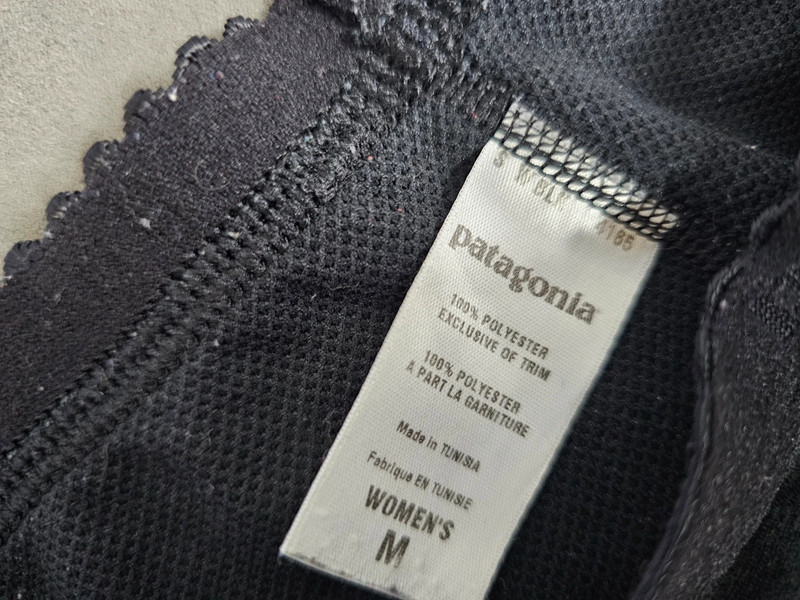 patagonia
100% POLYESTER
EXCLUSIVE OF TRIM
100% POLYESTER
A PART LA GARNITURE
Made in TUNISIA
Fabriqué EN TUNISIE
WOMEN'S
M